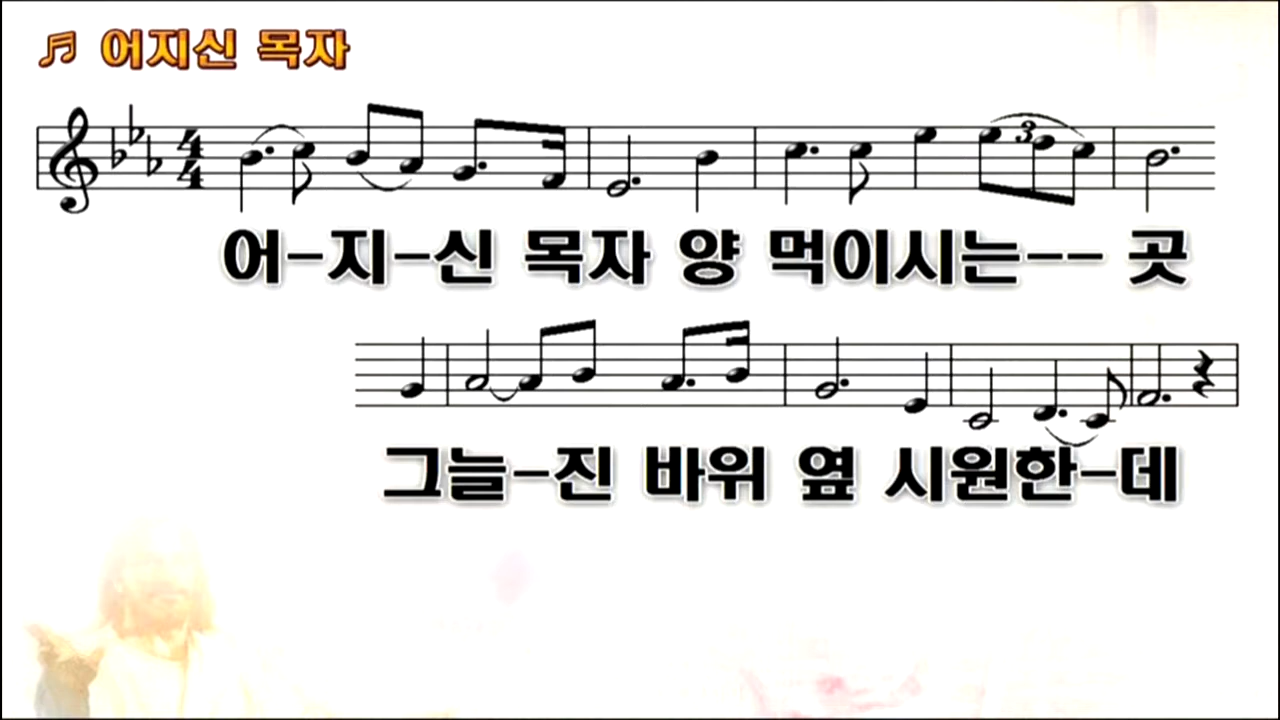 ♬ 어지신 목자
어-지-신 목자 양 먹이시는-- 곳
그늘-진 바위 옆 시원한-데